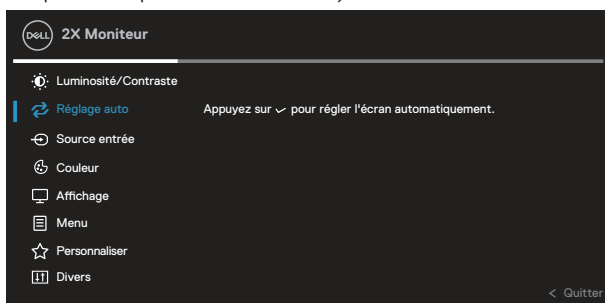 DELL 2X Moniteur
Luminosité/Contraste
Réglage auto Appuyez sur ✓ pour régler l'écran automatiquement.
Source entrée
Couleur
Affichage
Menu
Personnaliser
Divers
< Quitter